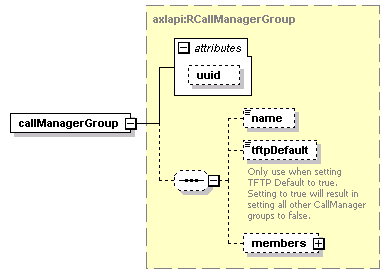 axlapi:RCallManagerGroup
attributes
uuid
callManagerGroup
name
tftpDefault
Only use when setting
TFTP Default to true.
Setting to true will result in
setting all other CallManager
groups to false.
members